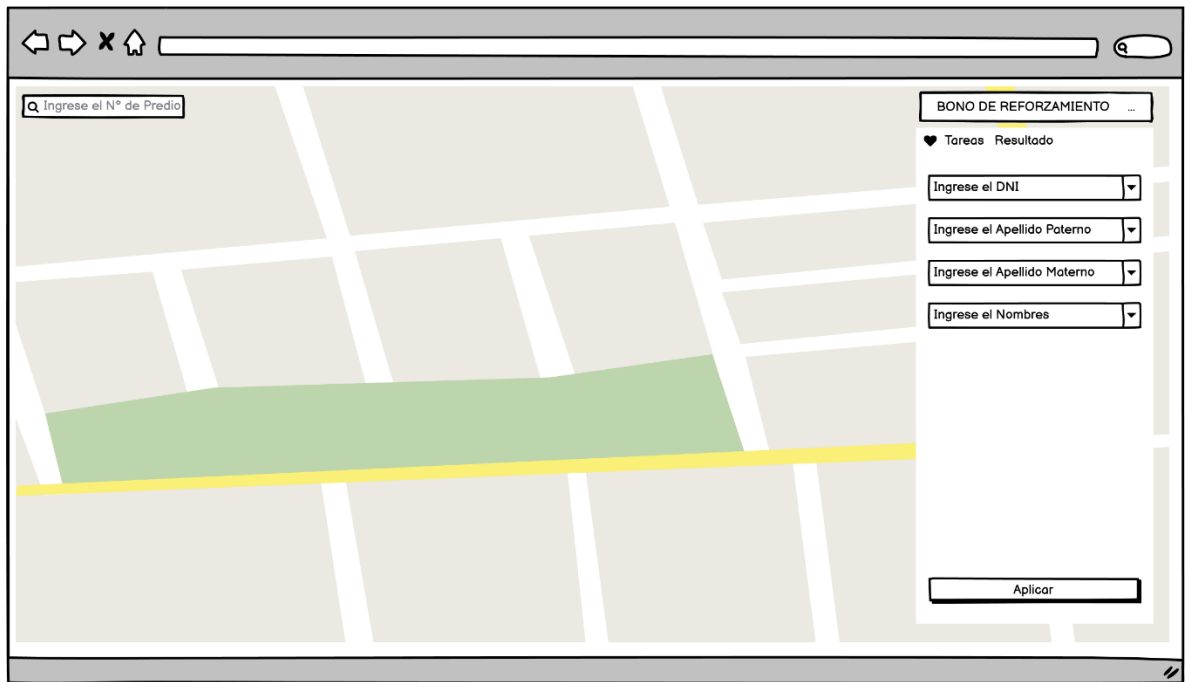 Ingrese el N° de Predio
BONO DE REFORZAMIENTO ...
Tareas Resultado
Ingrese el DNI
Ingrese el Apellido Paterno
Ingrese el Apellido Materno
Ingrese el Nombres
Aplicar